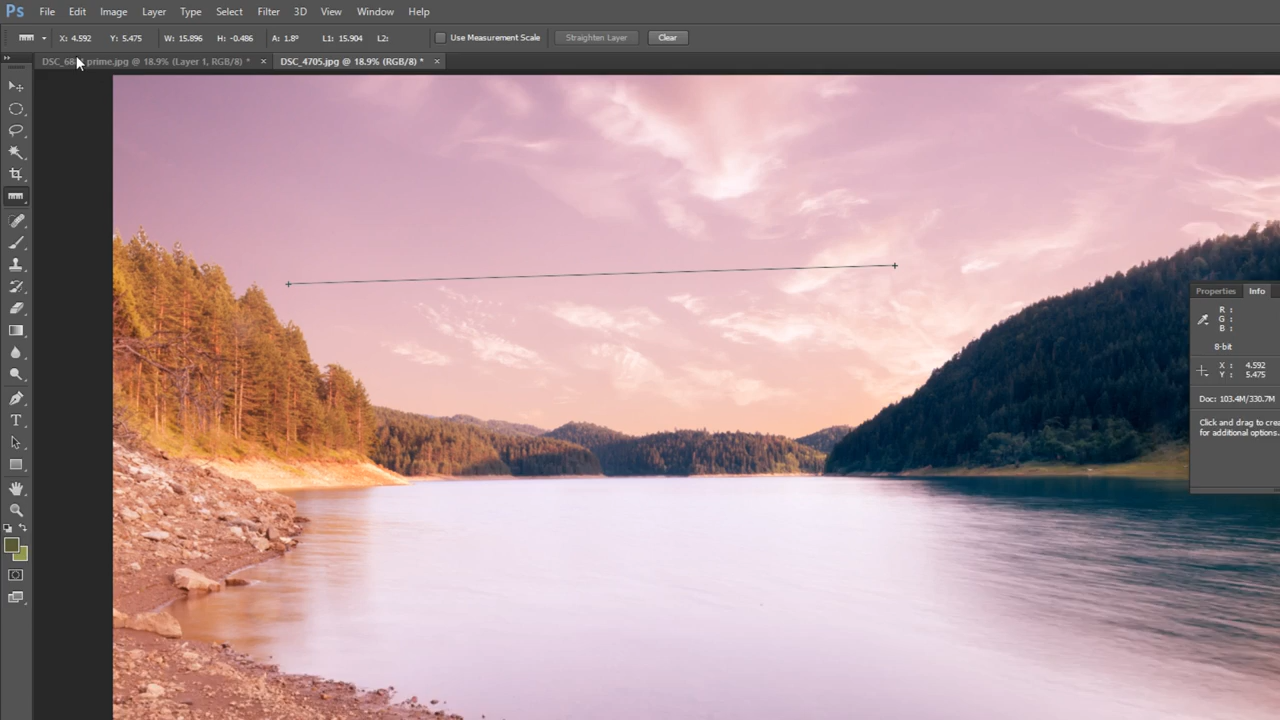 Ps File Edit Image Layer Type Select Filter 3D View Window Help
X: 4.592 Y: 5.475 W: 15.896 H: -0.486 A: 1.8° L1: 15.904 L2: Use Measurement Scale Straighten Layer Clear
prime.jpg @ 18.9% (Layer 1, RGB/8) * × DSC_4705.jpg @ 18.9% (RGB/8) * ×
Properties Info
R :
G :
B :
8-bit
X : 4.592
Y : 5.475
Doc: 103.4M/330.7M
Click and drag to
for additional options.
T